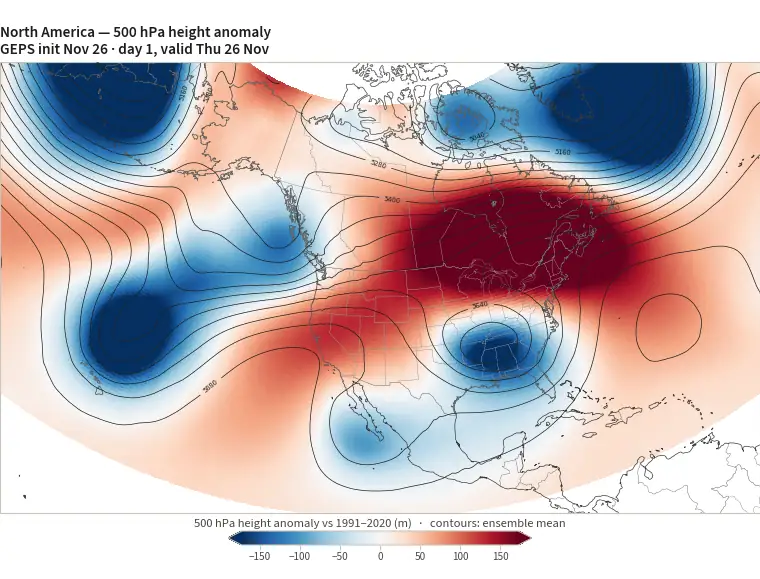 North America — 500 hPa height anomaly
GEPS init Nov 26 · day 1, valid Thu 26 Nov
5160
5040
5160
5280
5400
5640
5880
500 hPa height anomaly vs 1991–2020 (m) · contours: ensemble mean
−150 −100 −50 0 50 100 150